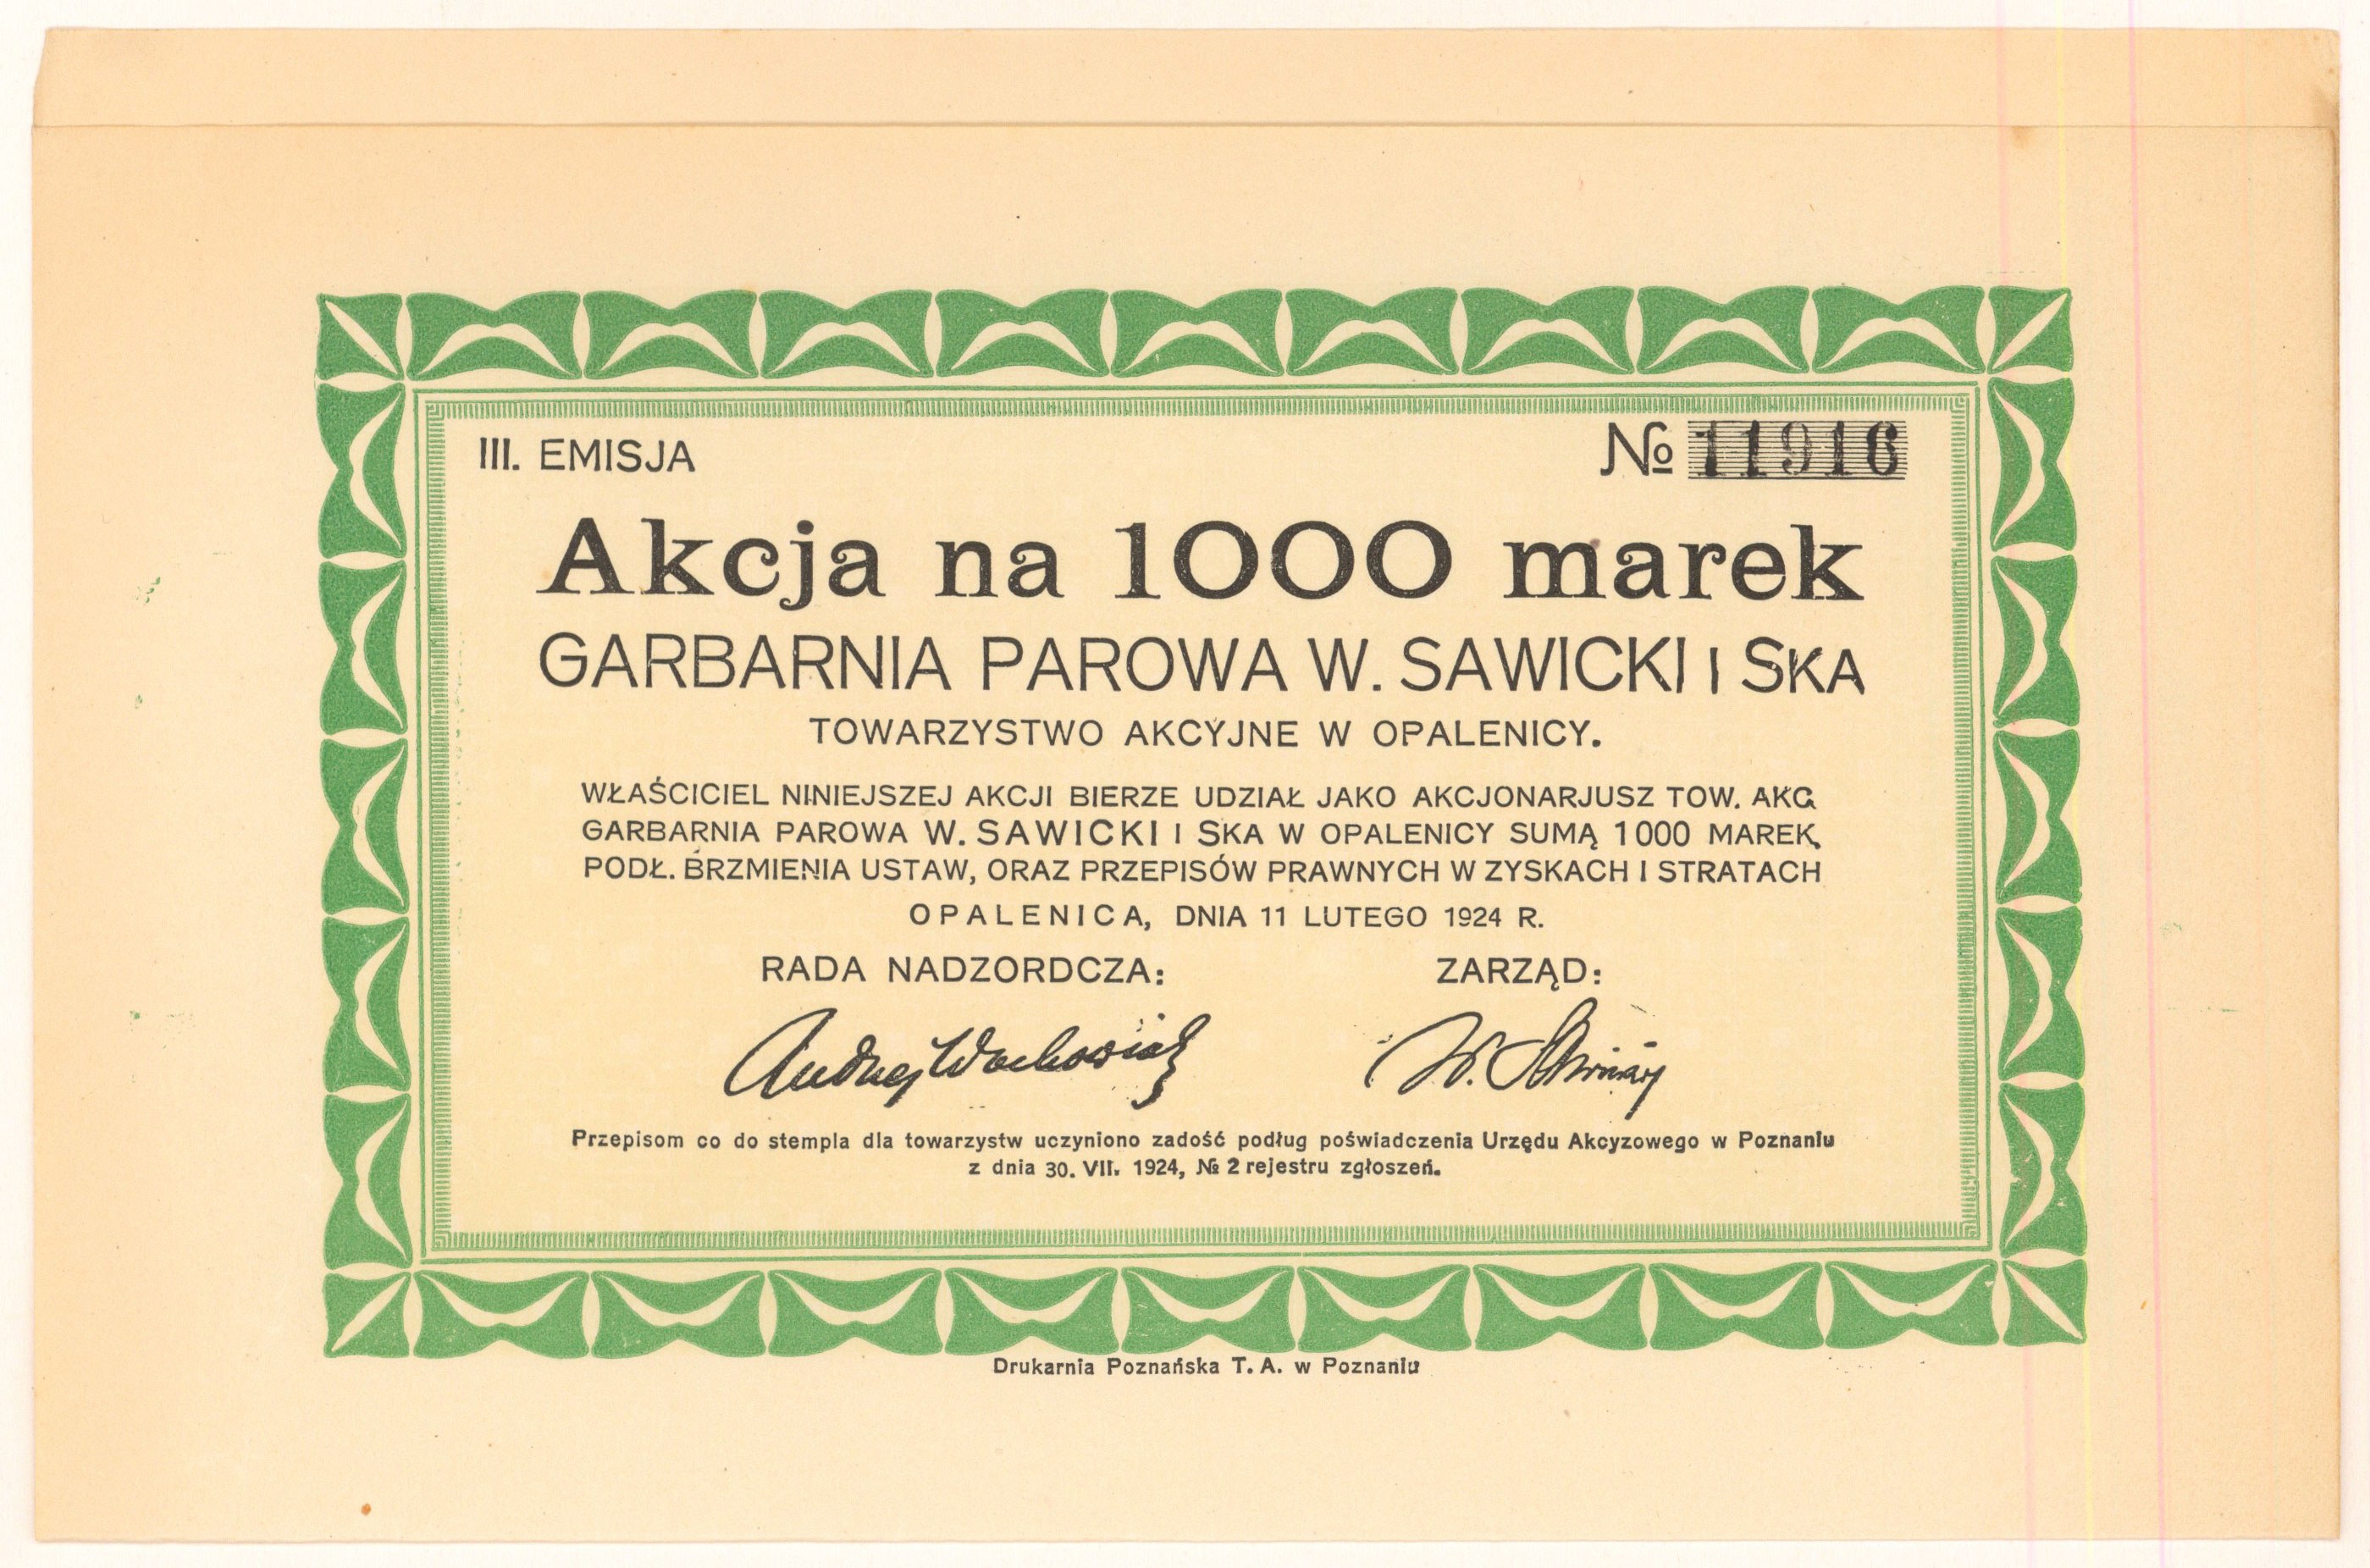 III. EMISJA
№ 11916
Akcja na 1000 marek
GARBARNIA PAROWA W. SAWICKI I SKA
TOWARZYSTWO AKCYJNE W OPALENICY.
WŁAŚCICIEL NINIEJSZEJ AKCJI BIERZE UDZIAŁ JAKO AKCJONARJUSZ TOW. AKC.
GARBARNIA PAROWA W. SAWICKI I SKA W OPALENICY SUMĄ 1000 MAREK,
PODŁ. BRZMIENIA USTAW, ORAZ PRZEPISÓW PRAWNYCH W ZYSKACH I STRATACH
OPALENICA, DNIA 11 LUTEGO 1924 R.
RADA NADZORDCZA:
ZARZĄD:
Andrzej Wachowiak
W.
Przepisom co do stempla dla towarzystw uczyniono zadość podług poświadczenia Urzędu Akcyzowego w Poznaniu
z dnia 30. VII. 1924, № 2 rejestru zgłoszeń.
Drukarnia Poznańska T. A. w Poznaniu